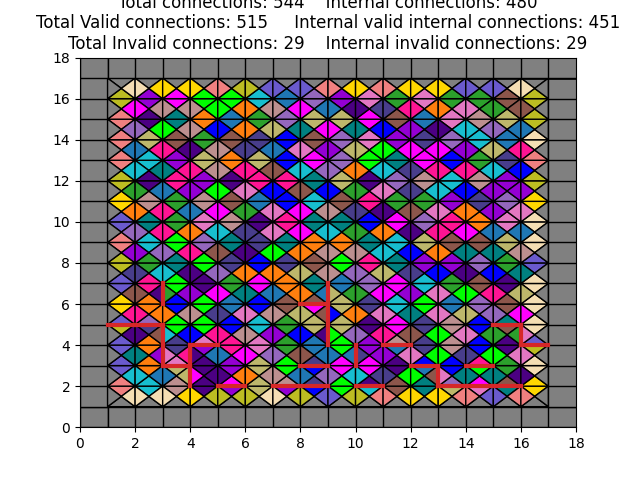 Total connections: 544    Internal connections: 480
Total Valid connections: 515     Internal valid internal connections: 451
Total Invalid connections: 29    Internal invalid connections: 29
18
16
14
12
10
8
6
4
2
0
0 2 4 6 8 10 12 14 16 18